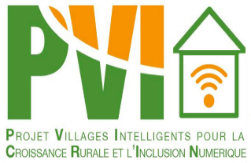 PVI
PROJET VILLAGES INTELLIGENTS POUR LA
CROISSANCE RURALE ET L'INCLUSION NUMERIQUE